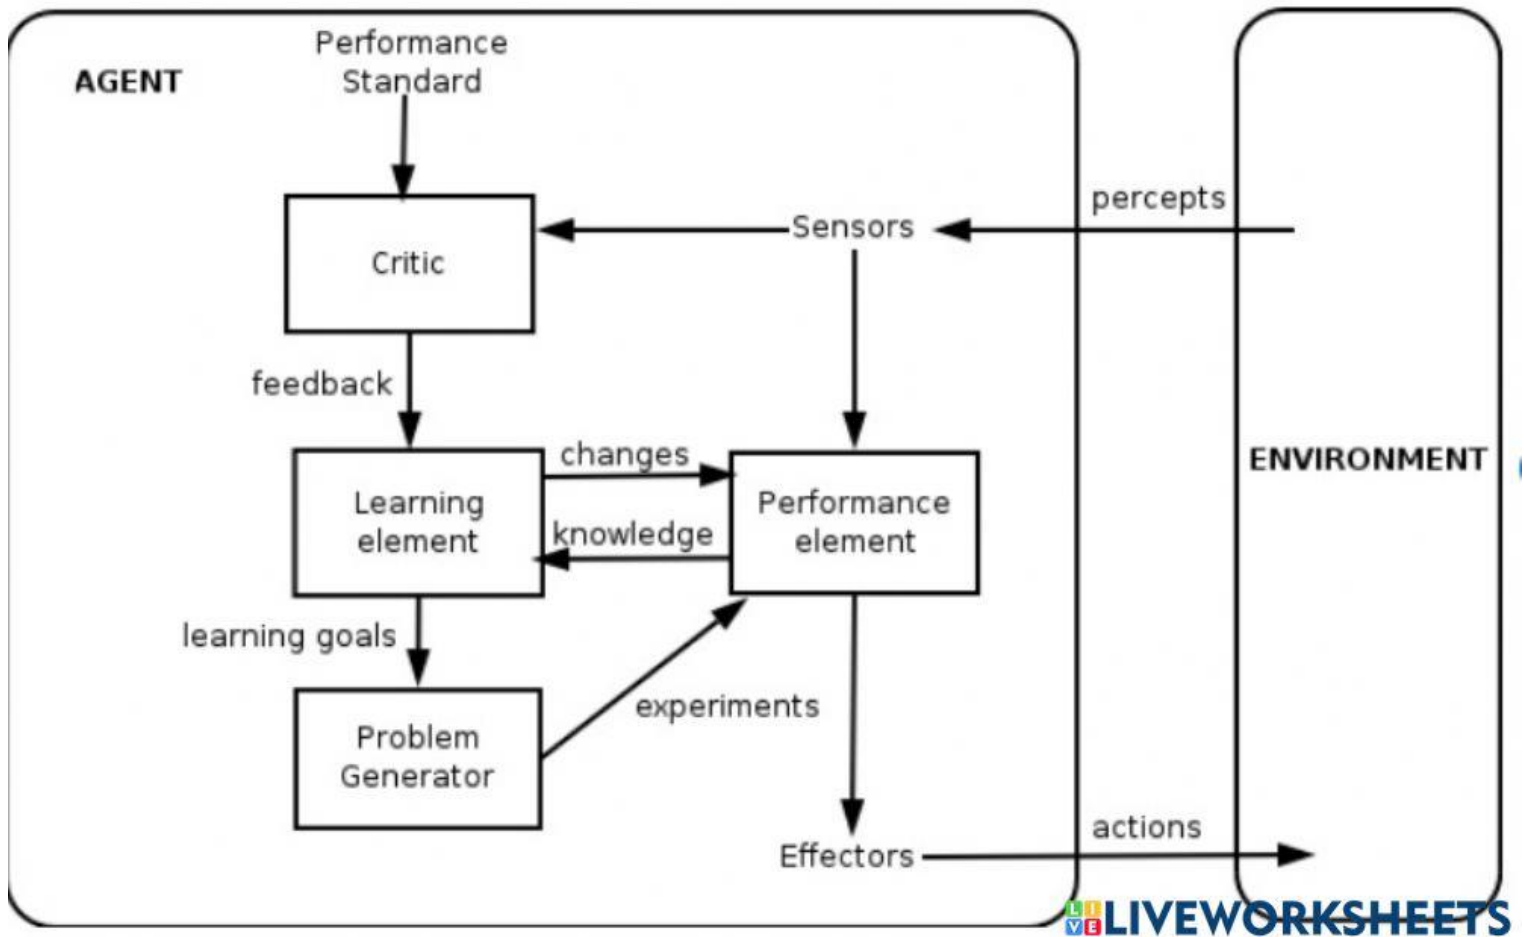 Performance
Standard
AGENT
percepts
Sensors
Critic
feedback
changes
ENVIRONMENT
Learning
element
Performance
element
knowledge
learning goals
experiments
Problem
Generator
actions
Effectors
LIVE LIVEWORKSHEETS